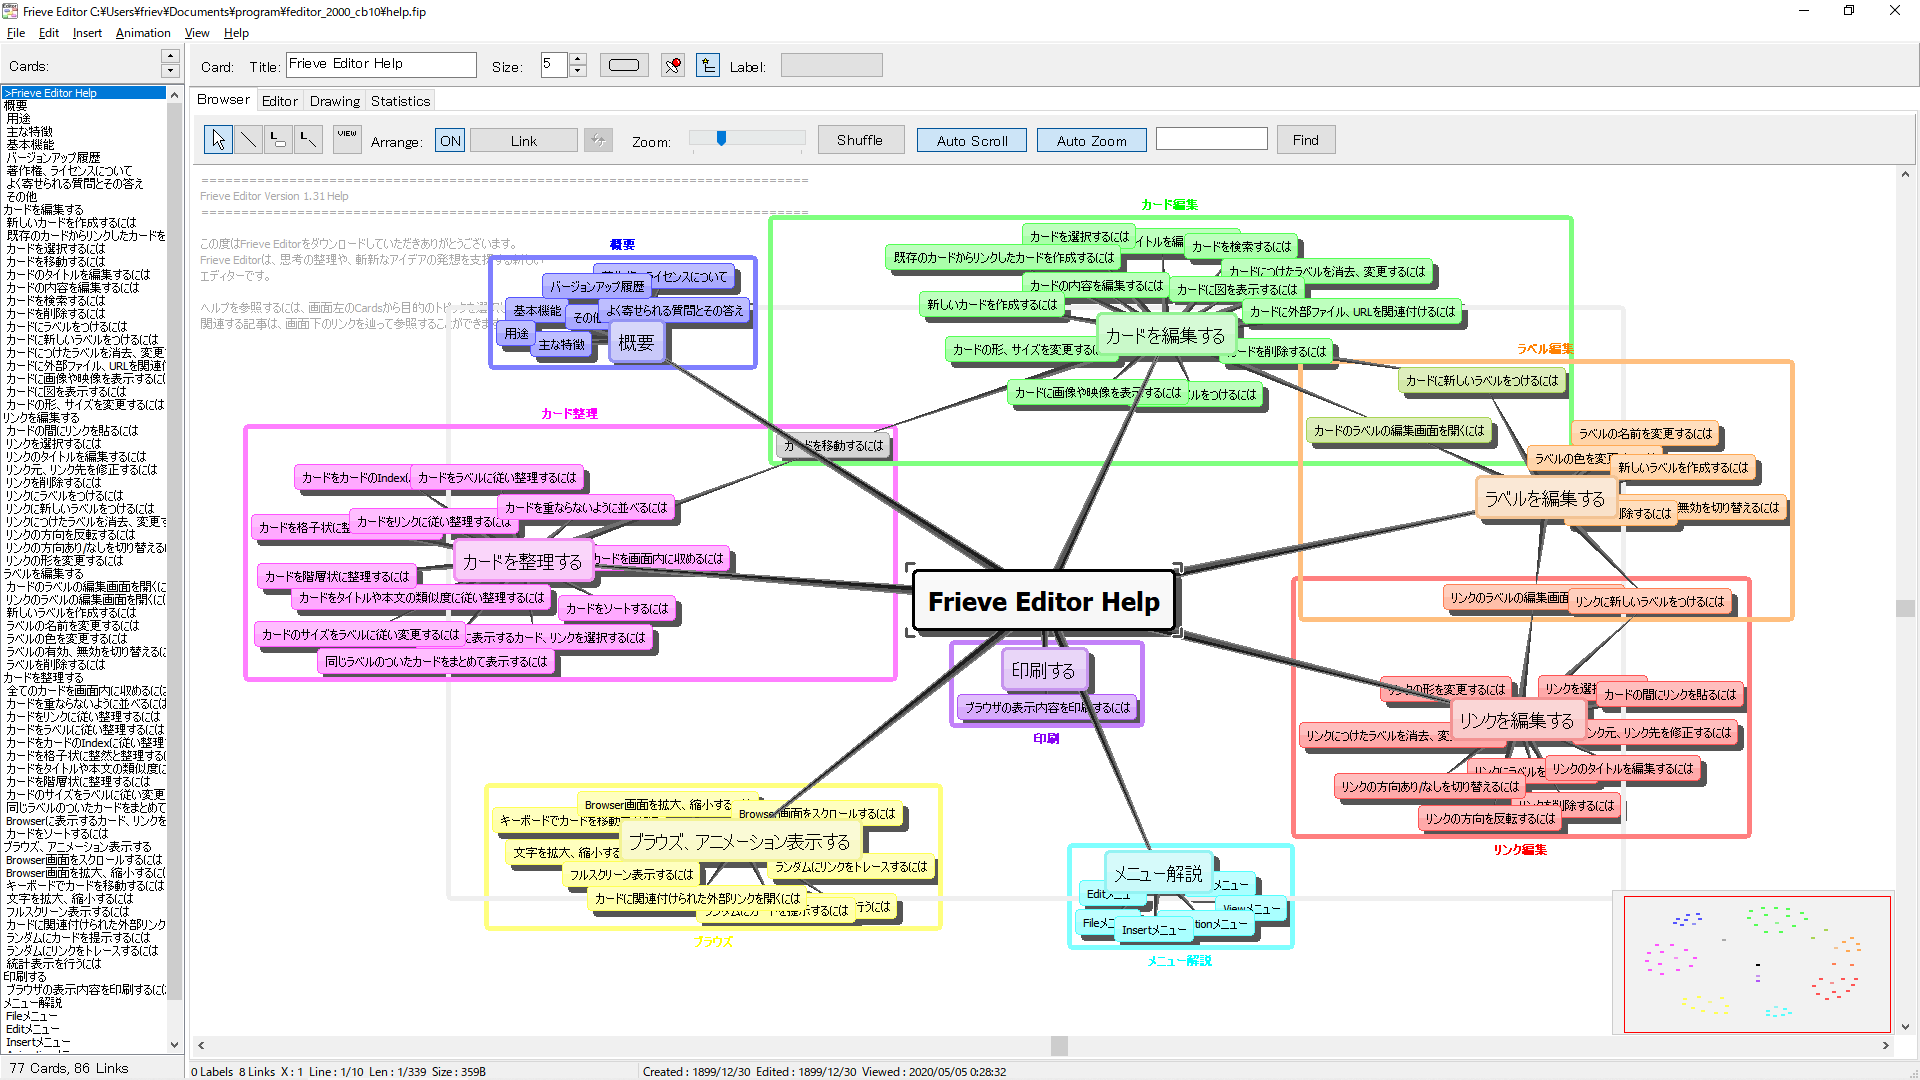 Frieve Editor C:¥Users¥friev¥Documents¥program¥feditor_2000_cb10¥help.fip
File Edit Insert Animation View Help
Cards:
Card: Title: Frieve Editor Help Size: 5 Label:
Browser Editor Drawing Statistics
VIEW Arrange: ON Link Zoom: Shuffle Auto Scroll Auto Zoom Find
>Frieve Editor Help
概要
用途
主な特徴
基本機能
バージョンアップ履歴
著作権、ライセンスについて
よく寄せられる質問とその答え
その他
カードを編集する
新しいカードを作成するには
既存のカードからリンクしたカードを
カードを選択するには
カードを移動するには
カードのタイトルを編集するには
カードの内容を編集するには
カードを検索するには
カードを削除するには
カードにラベルをつけるには
カードに新しいラベルをつけるには
カードにつけたラベルを消去、変更す
カードに外部ファイル、URLを関連付
カードに画像や映像を表示するには
カードに図を表示するには
カードの形、サイズを変更するには
リンクを編集する
カードの間にリンクを貼るには
リンクを選択するには
リンクのタイトルを編集するには
リンク元、リンク先を修正するには
リンクを削除するには
リンクにラベルをつけるには
リンクに新しいラベルをつけるには
リンクにつけたラベルを消去、変更す
リンクの方向を反転するには
リンクの方向あり/なしを切り替える
リンクの形を変更するには
ラベルを編集する
カードのラベルの編集画面を開くに
リンクのラベルの編集画面を開くに
新しいラベルを作成するには
ラベルの名前を変更するには
ラベルの色を変更するには
ラベルの有効、無効を切り替える
ラベルを削除するには
カードを整理する
全てのカードを画面内に収めるに
カードを重ならないように並べるには
カードをリンクに従い整理するには
カードをラベルに従い整理するには
カードをカードのIndexに従い整理
カードを格子状に整然と整理する
カードをタイトルや本文の類似度に
カードを階層状に整理するには
カードのサイズをラベルに従い変更
同じラベルのついたカードをまとめて
Browserに表示するカード、リンクを
カードをソートするには
ブラウズ、アニメーション表示する
Browser画面をスクロールするには
Browser画面を拡大、縮小するに
キーボードでカードを移動するには
文字を拡大、縮小するには
フルスクリーン表示するには
カードに関連付けられた外部リンク
ランダムにカードを提示するには
ランダムにリンクをトレースするには
統計表示を行うには
印刷する
ブラウザの表示内容を印刷するに
メニュー解説
Fileメニュー
Editメニュー
Insertメニュー
77 Cards, 86 Links
Frieve Editor Version 1.31 Help
この度はFrieve Editorをダウンロードしていただきありがとうございます。
Frieve Editorは、思考の整理や、斬新なアイデアの発想を支援する新しい
エディターです。
ヘルプを参照するには、画面左のCardsから目的のトピックを選
関連する記事は、画面下のリンクを辿って参照することができます
概要
ライセンスについて
バージョンアップ履歴
基本機能
その他
よく寄せられる質問とその答え
用途
主な特徴
概要
カード編集
カードを選択するには
イトルを編
カードを検索するには
既存のカードからリンクしたカードを作成するには
カードにつけたラベルを消去、変更するには
カードの内容を編集するには
カードに図を表示するには
新しいカードを作成するには
カードに外部ファイル、URLを関連付けるには
カードを編集する
カードの形、サイズを変更する
カードを削除するには
カードに画像や映像を表示するには
ルをつけるには
カードを移動するには
ラベル編集
カードに新しいラベルをつけるには
カードのラベルの編集画面を開くには
ラベルの名前を変更するには
ラベルの色を変更
新しいラベルを作成するには
ラベルを編集する
除するには
無効を切り替えるには
リンクのラベルの編集画面
リンクに新しいラベルをつけるには
カード整理
カードをカードのIndex
カードをラベルに従い整理するには
カードを重ならないように並べるには
カードを格子状に整
カードをリンクに従い整理するには
カードを整理する
カードを画面内に収めるには
カードを階層状に整理するには
カードをタイトルや本文の類似度に従い整理するには
カードをソートするには
カードのサイズをラベルに従い変更するには
に表示するカード、リンクを選択するには
同じラベルのついたカードをまとめて表示するには
Frieve Editor Help
印刷する
ブラウザの表示内容を印刷するには
印刷
リンクの形を変更するには
リンクを選
カードの間にリンクを貼るには
リンクを編集する
リンクにつけたラベルを消去、変
ンク元、リンク先を修正するには
リンクにラベルを
リンクのタイトルを編集するには
リンクの方向あり/なしを切り替えるには
リンクを削除するには
リンクの方向を反転するには
リンク編集
Browser画面を拡大、縮小する
キーボードでカードを移動
Browser画面をスクロールするには
ブラウズ、アニメーション表示する
文字を拡大、縮小する
ランダムにリンクをトレースするには
フルスクリーン表示するには
カードに関連付けられた外部リンクを開くには
ランダムにカードを提示するには
行うには
ブラウズ
メニュー解説
Editメニュー
メニュー
Viewメニュー
Fileメニ
Insertメニュー
tionメニュー
メニュー解説
0 Labels 8 Links X : 1 Line : 1/10 Len : 1/339 Size : 359B
Created : 1899/12/30 Edited : 1899/12/30 Viewed : 2020/05/05 0:28:32